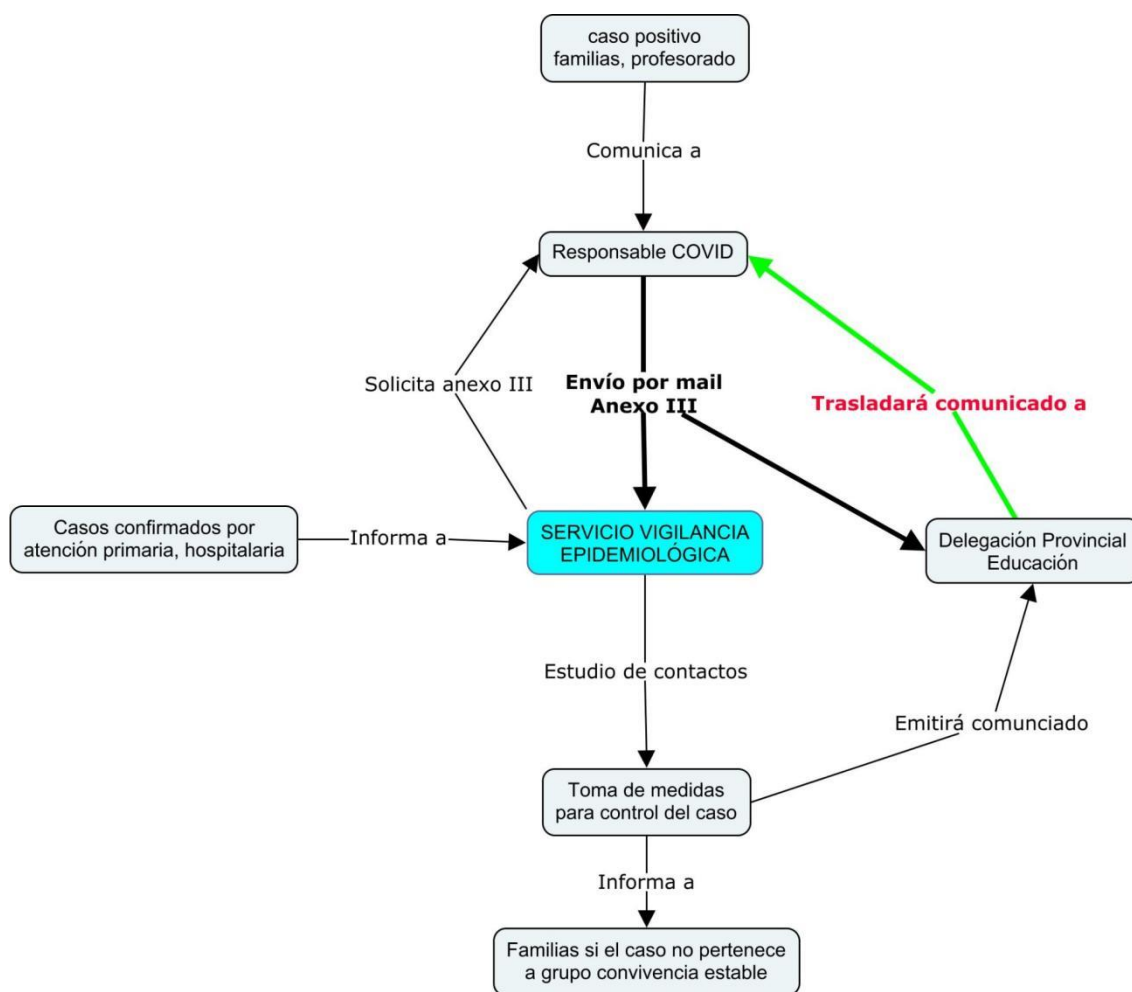 caso positivo
familias, profesorado
Comunica a
Responsable COVID
Solicita anexo III
Envío por mail
Anexo III
Trasladará comunicado a
Casos confirmados por
atención primaria, hospitalaria
Informa a
SERVICIO VIGILANCIA
EPIDEMIOLÓGICA
Delegación Provincial
Educación
Estudio de contactos
Emitirá comunciado
Toma de medidas
para control del caso
Informa a
Familias si el caso no pertenece
a grupo convivencia estable